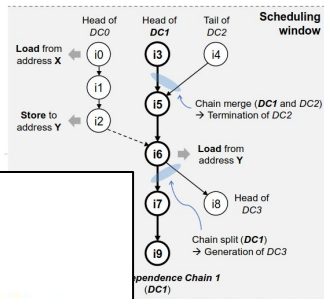 Head of
DC0
Head of
DC1
Tail of
DC2
Scheduling
window
Load from
address X
i0
i3
i4
i1
Chain merge (DC1 and DC2)
→ Termination of DC2
i5
Store to
address Y
i2
i6
Load from
address Y
i7
i8
Head of
DC3
Chain split (DC1)
→ Generation of DC3
i9
ependence Chain 1
(DC1)